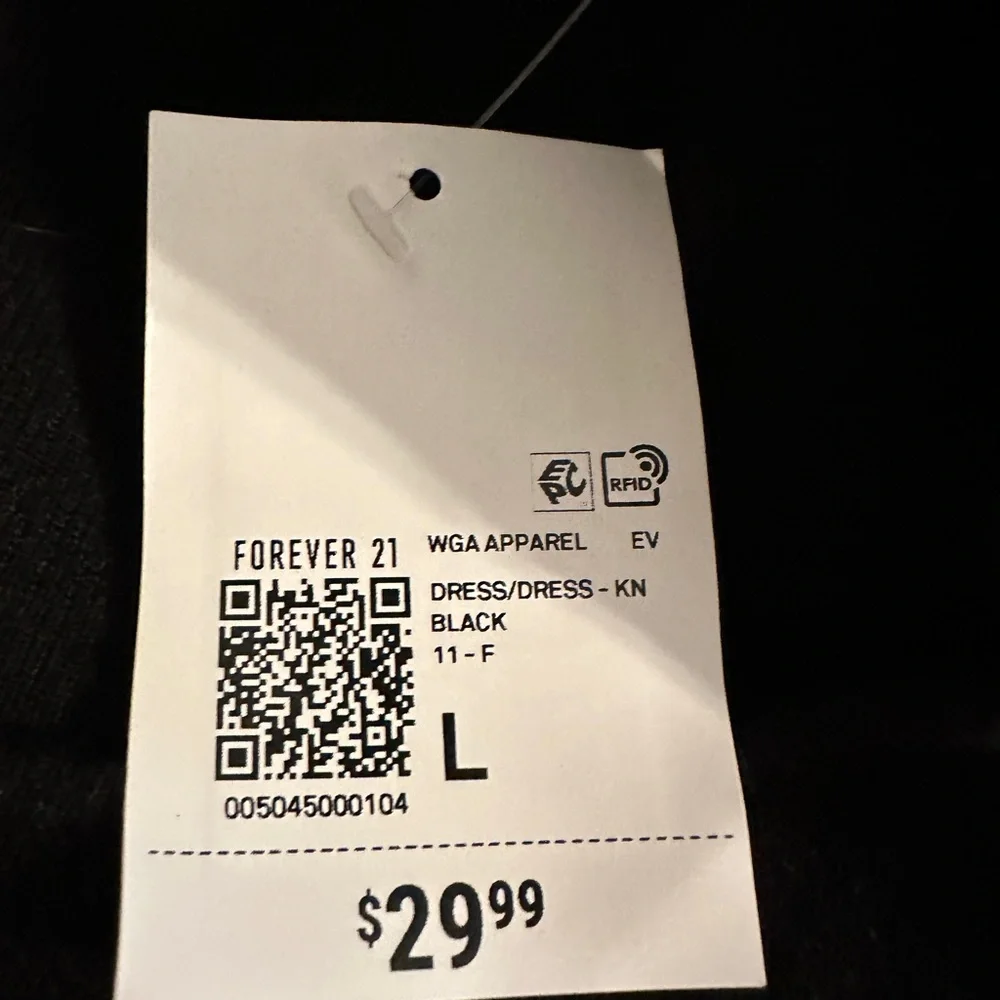 EPC RFID
FOREVER 21
WGA APPAREL EV
DRESS/DRESS - KN
BLACK
11 - F
L
005045000104
$29.99